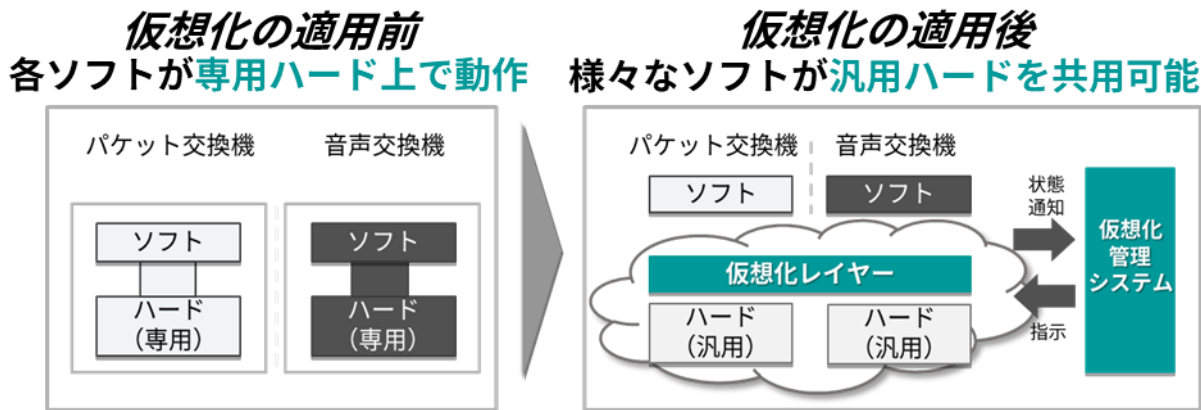 仮想化の適用前
各ソフトが専用ハード上で動作
パケット交換機
音声交換機
ソフト
ハード
（専用）
ソフト
ハード
（専用）
仮想化の適用後
様々なソフトが汎用ハードを共用可能
パケット交換機
音声交換機
ソフト
ソフト
仮想化レイヤー
ハード
（汎用）
ハード
（汎用）
状態
通知
指示
仮想化
管理
システム